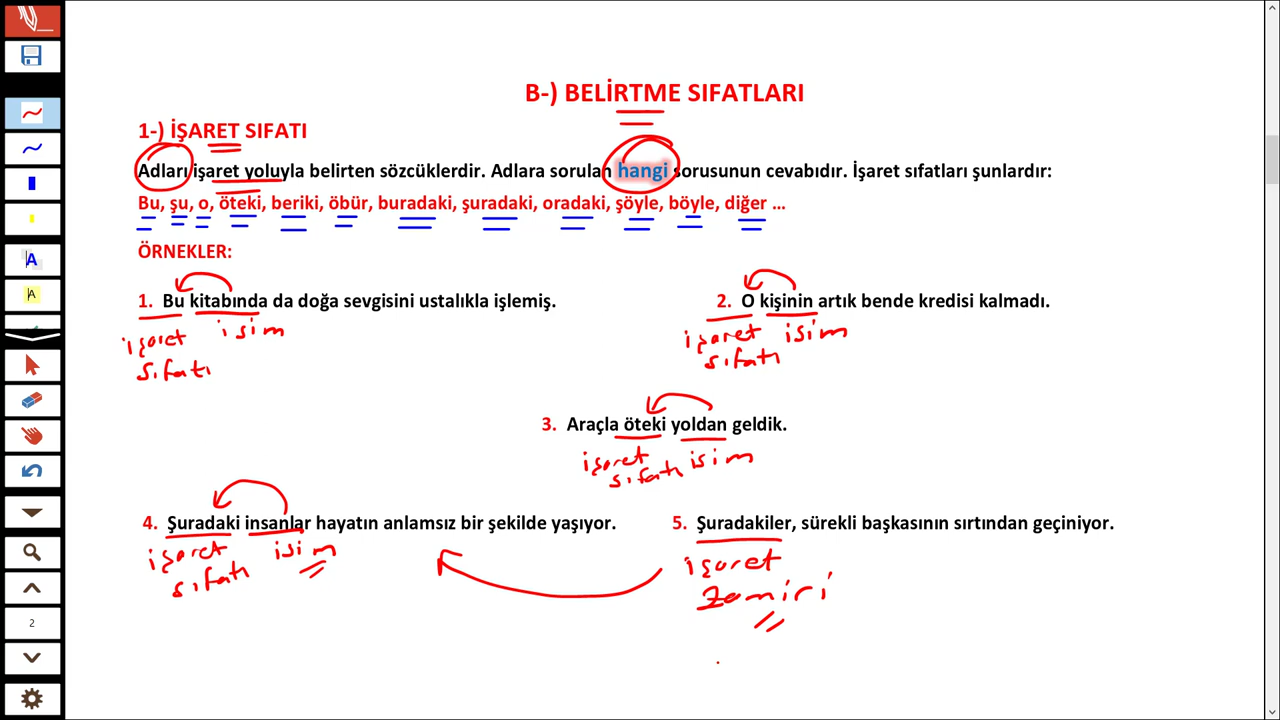 B-) BELİRTME SIFATLARI
1-) İŞARET SIFATI
Adları işaret yoluyla belirten sözcüklerdir. Adlara sorulan hangi sorusunun cevabıdır. İşaret sıfatları şunlardır:
Bu, şu, o, öteki, beriki, öbür, buradaki, şuradaki, oradaki, şöyle, böyle, diğer ...
ÖRNEKLER:
1. Bu kitabında da doğa sevgisini ustalıkla işlemiş.
işaret isim
sıfatı
2. O kişinin artık bende kredisi kalmadı.
işaret isim
sıfatı
3. Araçla öteki yoldan geldik.
işaret isim
sıfatı
4. Şuradaki insanlar hayatın anlamsız bir şekilde yaşıyor.
işaret isim
sıfatı
5. Şuradakiler, sürekli başkasının sırtından geçiniyor.
işaret
zamiri
A
A
2